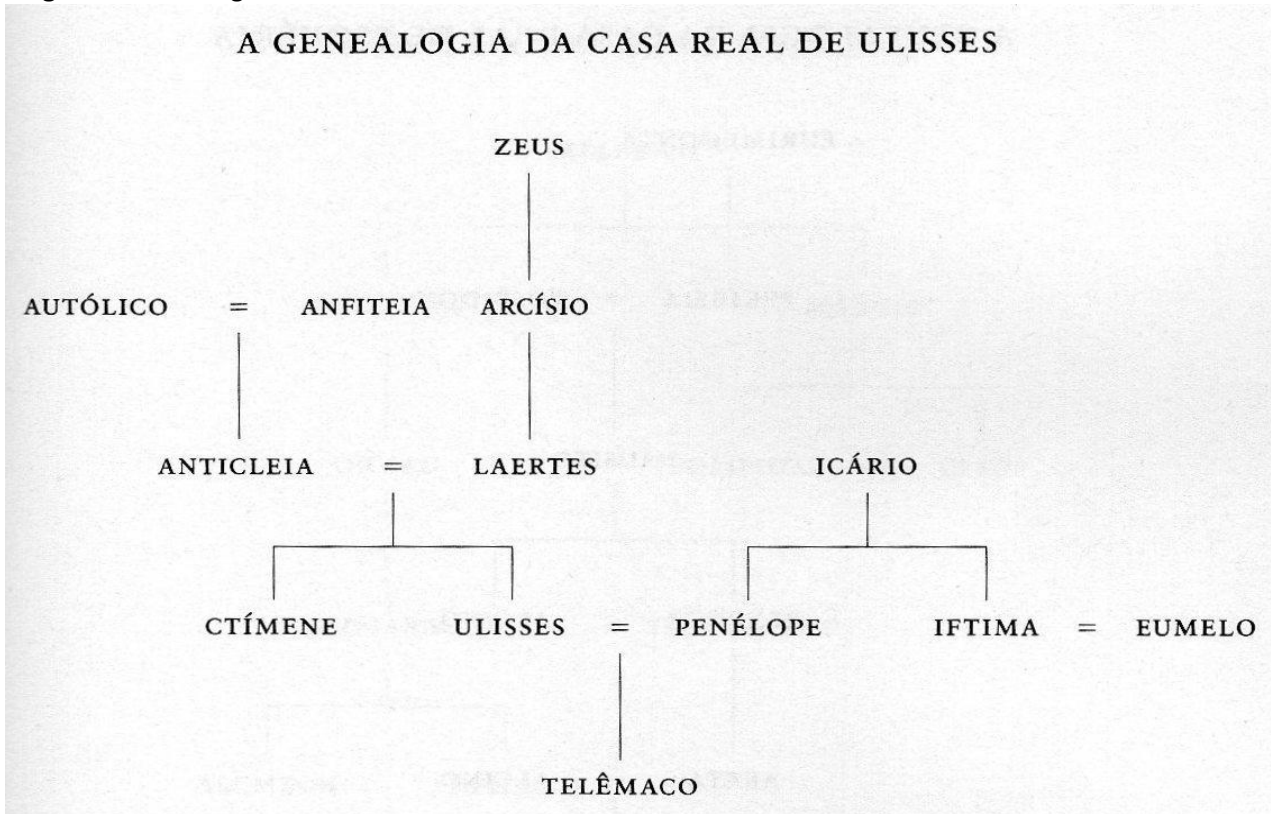 A GENEALOGIA DA CASA REAL DE ULISSES
ZEUS
AUTÓLICO = ANFITEIA ARCÍSIO
ANTICLEIA = LAERTES ICÁRIO
CTÍMENE ULISSES = PENÉLOPE IFTIMA = EUMELO
TELÊMACO